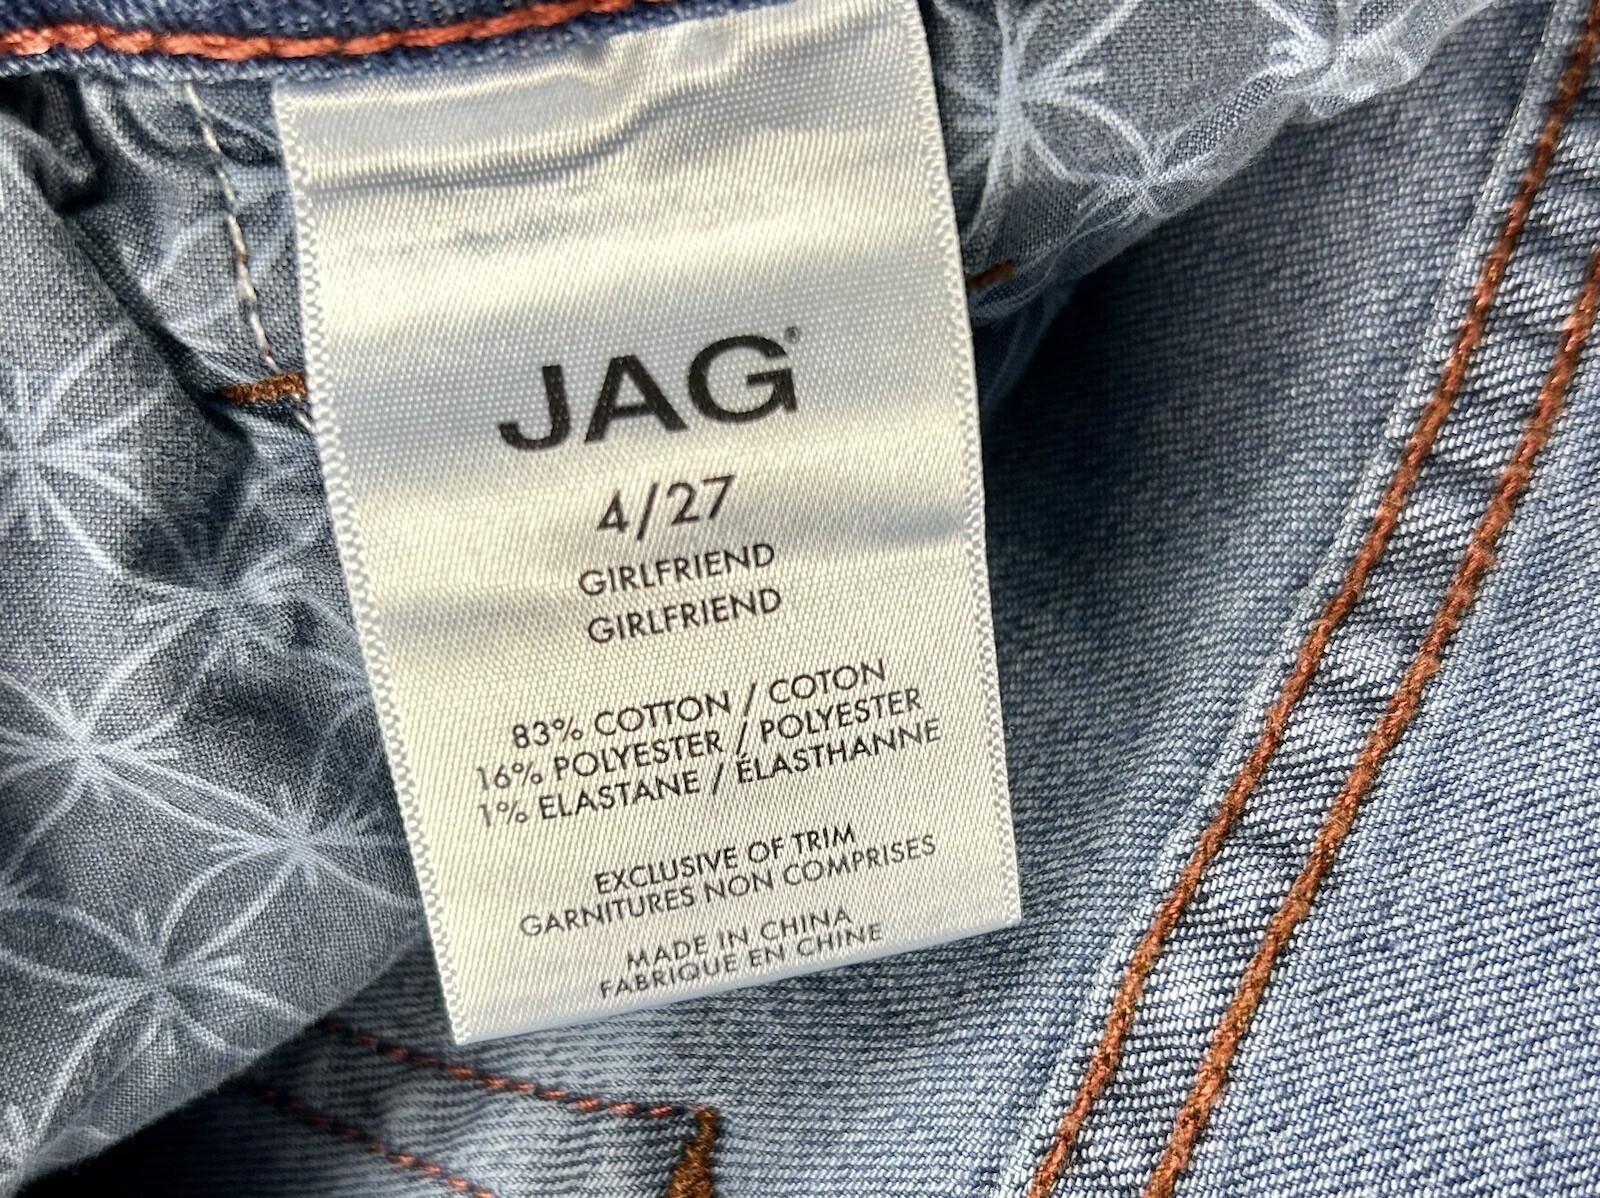 JAG®
4/27
GIRLFRIEND
GIRLFRIEND
83% COTTON / COTON
16% POLYESTER / POLYESTER
1% ELASTANE / ÉLASTHANNE
EXCLUSIVE OF TRIM
GARNITURES NON COMPRISES
MADE IN CHINA
FABRIQUE EN CHINE